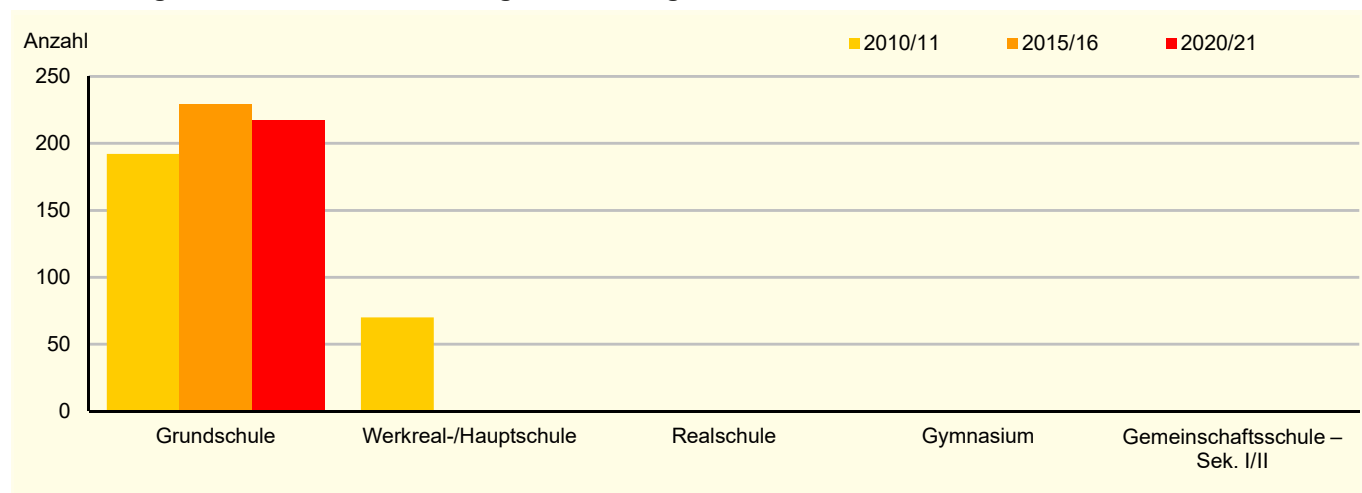 Anzahl
2010/11 2015/16 2020/21
250
200
150
100
50
0
Grundschule Werkreal-/Hauptschule Realschule Gymnasium Gemeinschaftsschule –
Sek. I/II